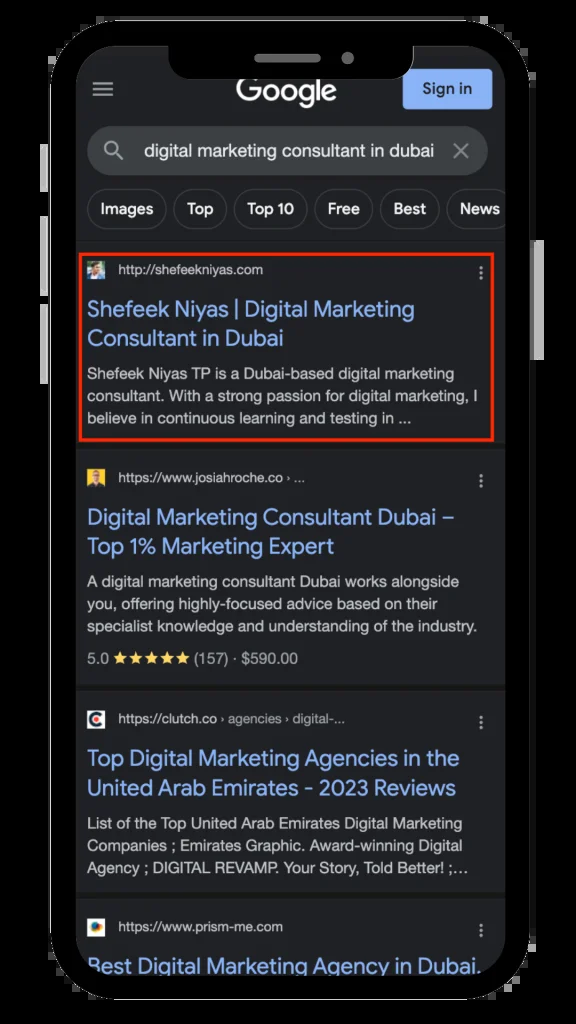 Google
Sign in
digital marketing consultant in dubai
Images
Top
Top 10
Free
Best
News
http://shefeekniyas.com
Shefeek Niyas | Digital Marketing
Consultant in Dubai
Shefeek Niyas TP is a Dubai-based digital marketing
consultant. With a strong passion for digital marketing, I
believe in continuous learning and testing in ...
https://www.josiahroche.co › ...
Digital Marketing Consultant Dubai –
Top 1% Marketing Expert
A digital marketing consultant Dubai works alongside
you, offering highly-focused advice based on their
specialist knowledge and understanding of the industry.
5.0 ★★★★★ (157) · $590.00
https://clutch.co › agencies › digital-...
Top Digital Marketing Agencies in the
United Arab Emirates - 2023 Reviews
List of the Top United Arab Emirates Digital Marketing
Companies ; Emirates Graphic. Award-winning Digital
Agency ; DIGITAL REVAMP. Your Story, Told Better! ;...
https://www.prism-me.com
Best Digital Marketing Agency in Dubai.